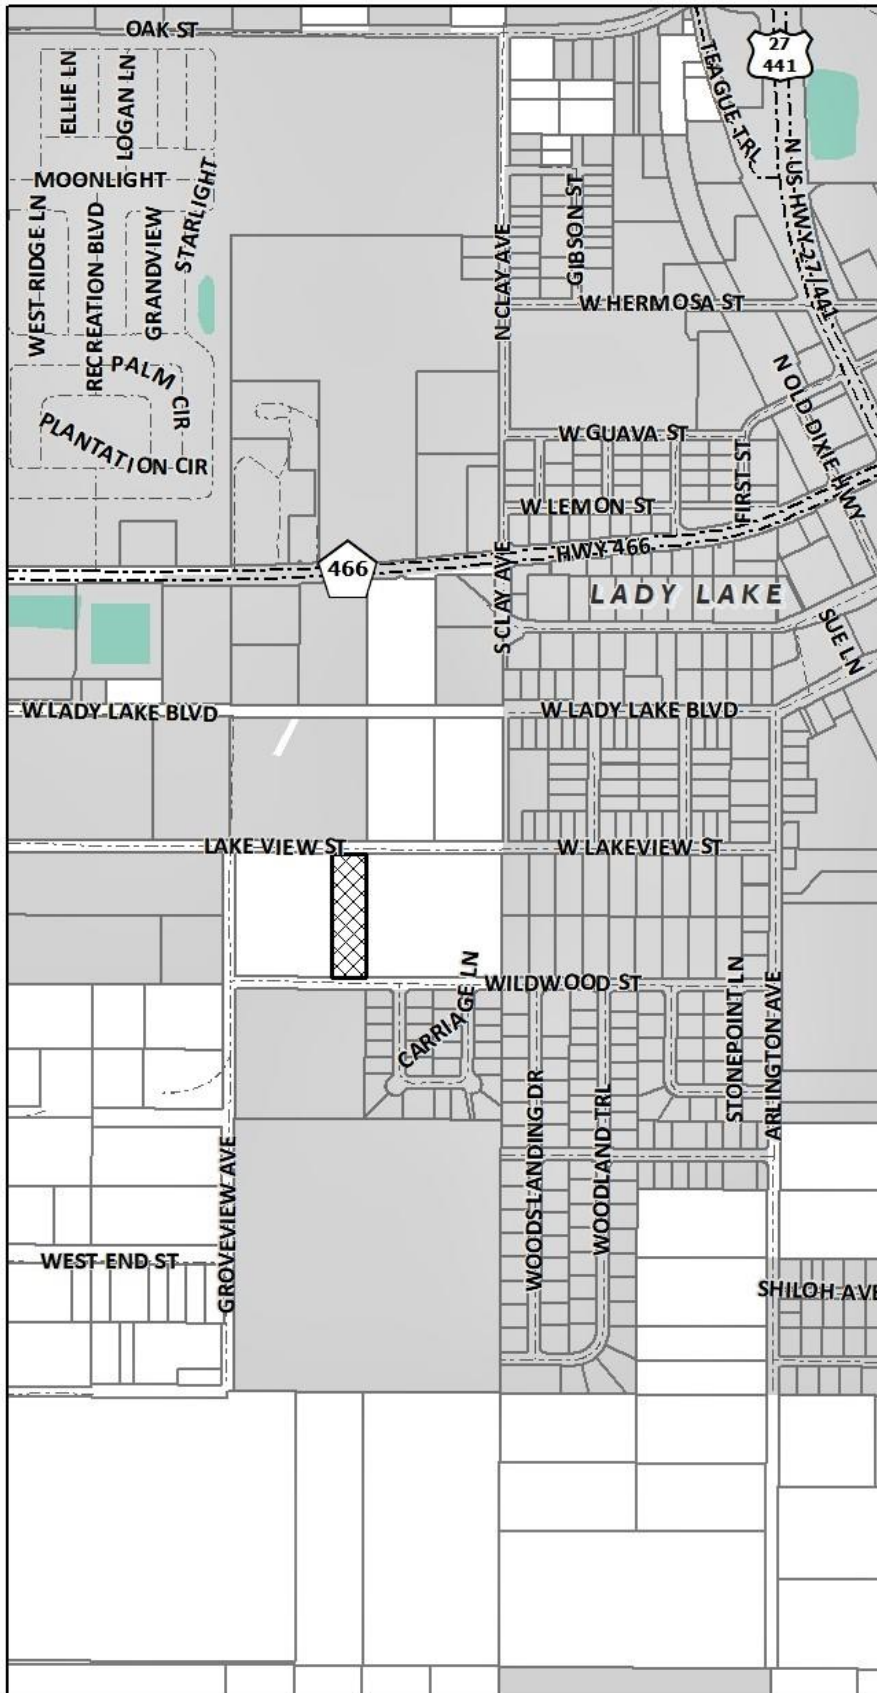 OAK ST
27
441
ELLIE LN
LOGAN LN
TEAGUE TRL
N US HWY 27/441
MOONLIGHT
STARLIGHT
WEST RIDGE LN
RECREATION BLVD
GRANDVIEW
GIBSON ST
N CLAY AVE
W HERMOSA ST
PALM CIR
N OLD DIXIE HWY
PLANTATION CIR
W GUAVA ST
FIRST ST
W LEMON ST
HWY 466
466
S CLAY AVE
LADY LAKE
SUE LN
W LADY LAKE BLVD
W LADY LAKE BLVD
LAKE VIEW ST
W LAKEVIEW ST
CARRIAGE LN
WILDWOOD ST
STONEPOINT LN
ARLINGTON AVE
WOODS LANDING DR
WOODLAND TRL
GROVEVIEW AVE
WEST END ST
SHILOH AVE